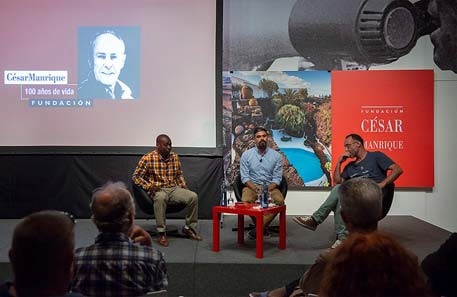 CésarManrique
100 años de vida
FUNDACIÓN
FUNDACIÓN
CÉSAR
MANRIQUE